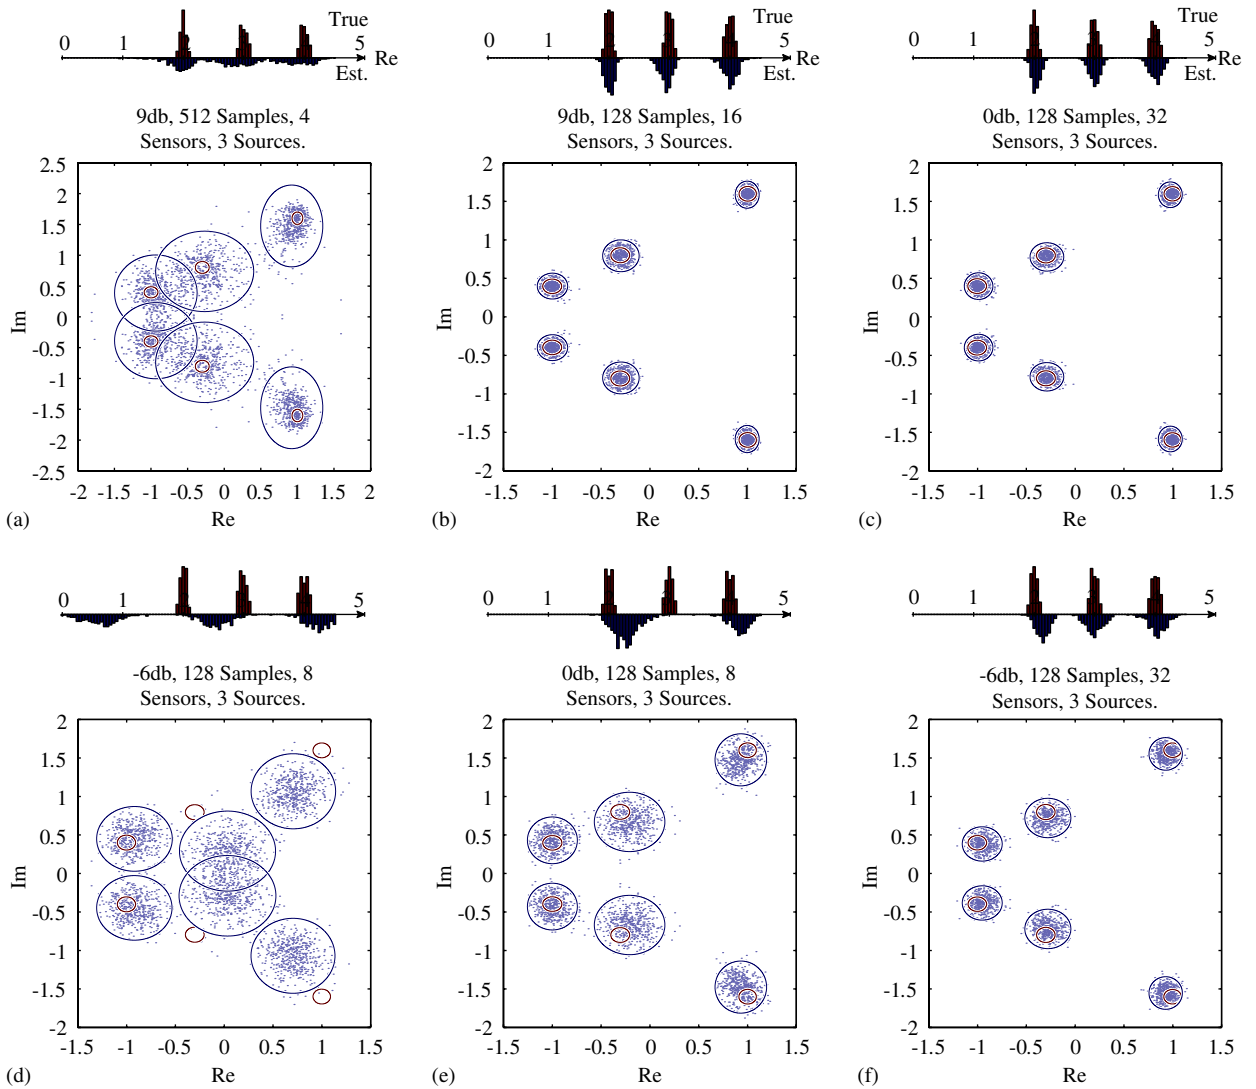 0 1 2 5 True Re Est.
9db, 512 Samples, 4
Sensors, 3 Sources.
2.5
2
1.5
1
0.5
0
-0.5
-1
-1.5
-2
-2.5
Im
-2 -1.5 -1 -0.5 0 0.5 1 1.5 2
Re
(a)
0 1 5 True Re Est.
9db, 128 Samples, 16
Sensors, 3 Sources.
2
1.5
1
0.5
0
-0.5
-1
-1.5
-2
Im
-1.5 -1 -0.5 0 0.5 1 1.5
Re
(b)
0 1 5 True Re Est.
0db, 128 Samples, 32
Sensors, 3 Sources.
2
1.5
1
0.5
0
-0.5
-1
-1.5
-2
Im
-1.5 -1 -0.5 0 0.5 1 1.5
Re
(c)
0 1 5
-6db, 128 Samples, 8
Sensors, 3 Sources.
2
1.5
1
0.5
0
-0.5
-1
-1.5
-2
Im
-1.5 -1 -0.5 0 0.5 1 1.5
Re
(d)
0 1 5
0db, 128 Samples, 8
Sensors, 3 Sources.
2
1.5
1
0.5
0
-0.5
-1
-1.5
-2
Im
-1.5 -1 -0.5 0 0.5 1 1.5
Re
(e)
0 1 5
-6db, 128 Samples, 32
Sensors, 3 Sources.
2
1.5
1
0.5
0
-0.5
-1
-1.5
-2
Im
-1.5 -1 -0.5 0 0.5 1 1.5
Re
(f)